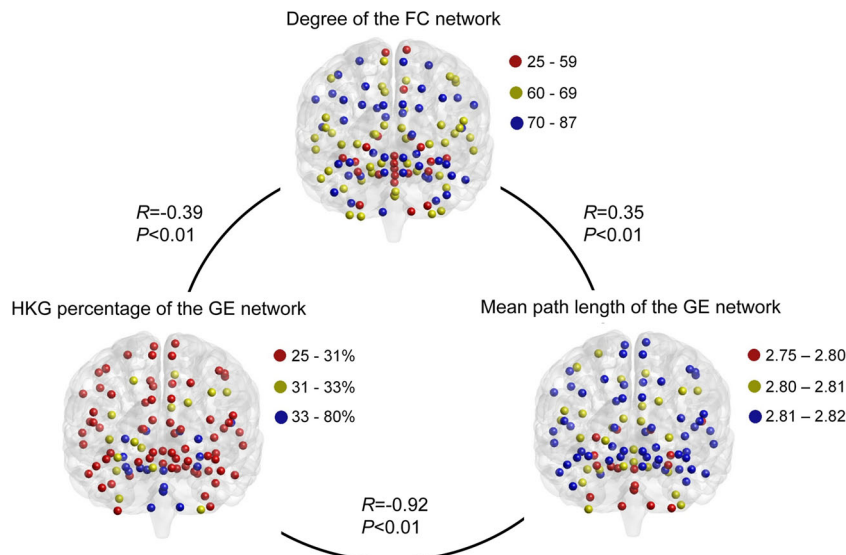 Degree of the FC network
25 - 59
60 - 69
70 - 87
R=-0.39
P<0.01
R=0.35
P<0.01
HKG percentage of the GE network
25 - 31%
31 - 33%
33 - 80%
Mean path length of the GE network
2.75 – 2.80
2.80 – 2.81
2.81 – 2.82
R=-0.92
P<0.01